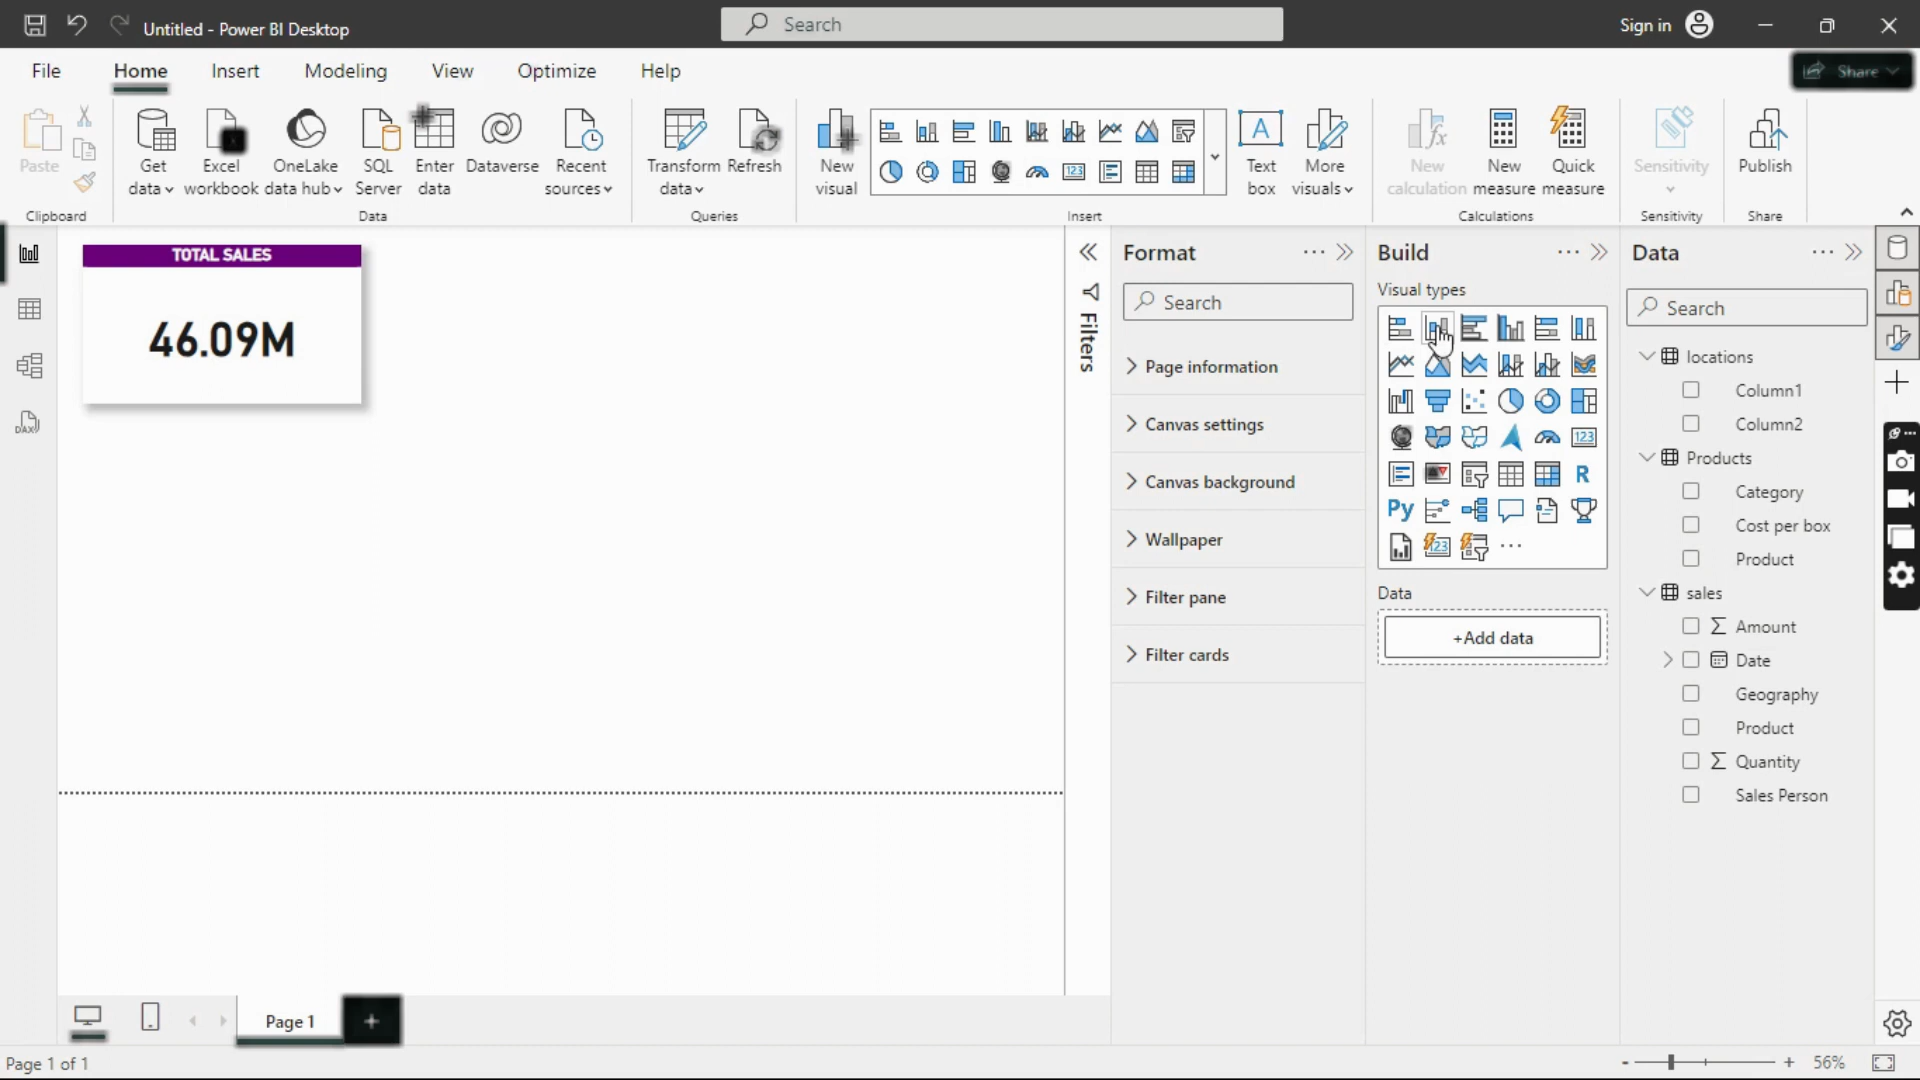 Untitled - Power BI Desktop
Search
Sign in
File
Home
Insert
Modeling
View
Optimize
Help
Share
Paste
Get
data
Excel
workbook
OneLake
data hub
SQL
Server
Enter
data
Dataverse
Recent
sources
Transform
data
Refresh
New
visual
Text
box
More
visuals
New
calculation
New
measure
Quick
measure
Sensitivity
Publish
Clipboard
Data
Queries
Insert
Calculations
Sensitivity
Share
TOTAL SALES
46.09M
Filters
Format
Search
Page information
Canvas settings
Canvas background
Wallpaper
Filter pane
Filter cards
Build
Visual types
123
R
Py
123
Data
+Add data
Data
Search
locations
Column1
Column2
Products
Category
Cost per box
Product
sales
Σ Amount
Date
Geography
Product
Σ Quantity
Sales Person
DAX
Page 1
+
Page 1 of 1
- + 56%